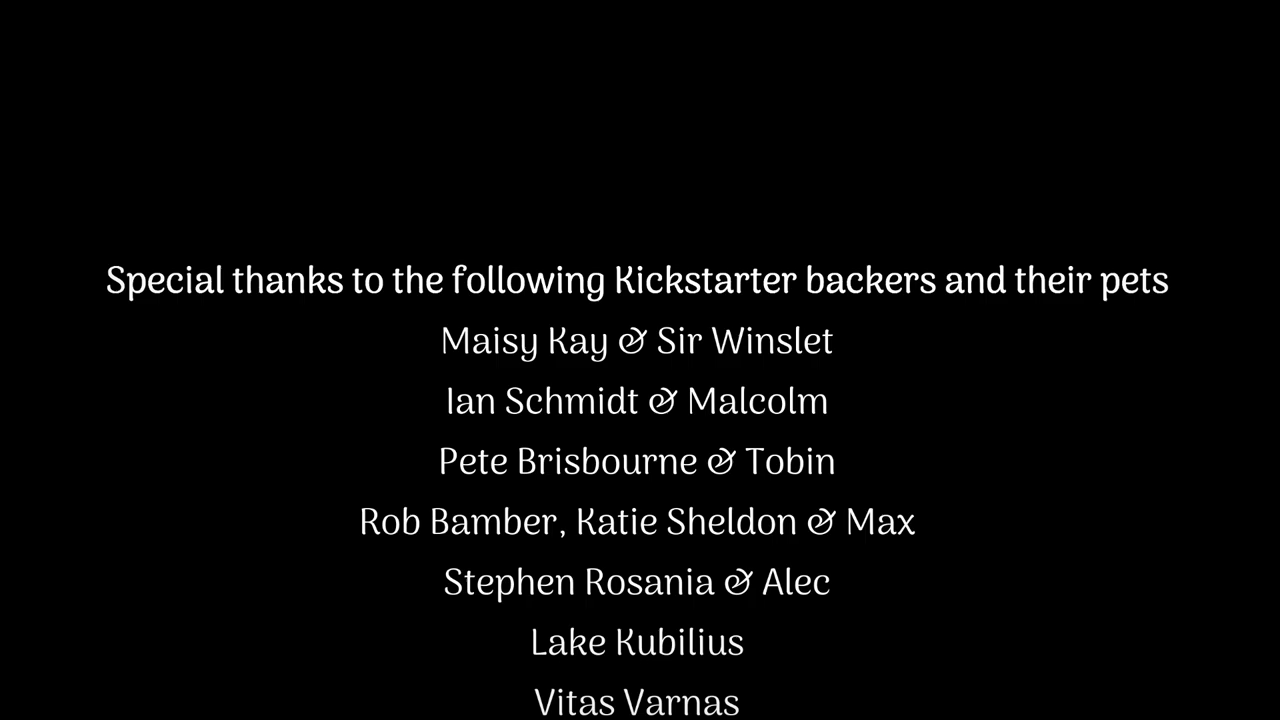 Special thanks to the following Kickstarter backers and their pets
Maisy Kay & Sir Winslet
Ian Schmidt & Malcolm
Pete Brisbourne & Tobin
Rob Bamber, Katie Sheldon & Max
Stephen Rosania & Alec
Lake Kubilius
Vitas Varnas